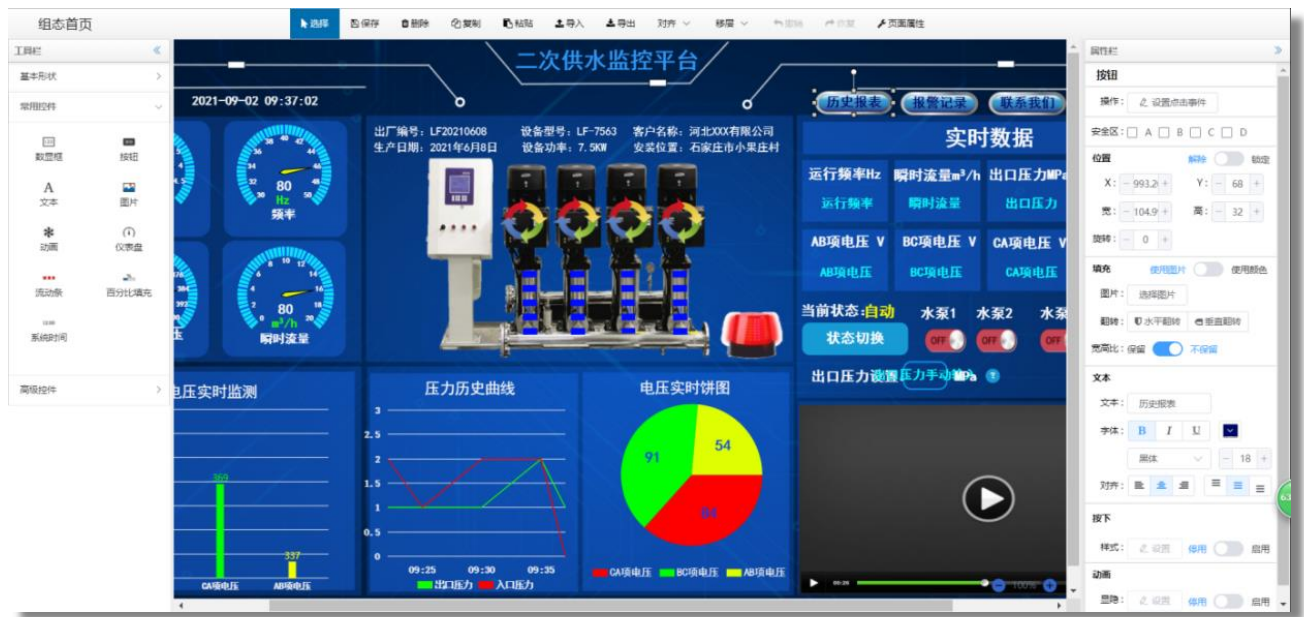 组态首页
选择 保存 删除 复制 粘贴 导入 导出 对齐 移层 撤销 恢复 页面属性
工具栏
基本形状
常用控件
数显框 按钮
文本 图片
动画 仪表盘
流动条 百分比填充
系统时间
高级控件
二次供水监控平台
2021-09-02 09:37:02
历史报表 报警记录 联系我们
出厂编号: LF20210608 设备型号: LF-7563 客户名称: 河北XXX有限公司
生产日期: 2021年6月8日 设备功率: 7.5KW 安装位置: 石家庄市小果庄村
80
Hz
频率
80
m³/h
瞬时流量
实时数据
运行频率Hz 瞬时流量m³/h 出口压力MPa
运行频率 瞬时流量 出口压力
AB项电压 V BC项电压 V CA项电压 V
AB项电压 BC项电压 CA项电压
当前状态:自动 水泵1 水泵2 水泵
状态切换 OFF OFF OFF
出口压力设置 MPa
电压实时监测
369
337
CA项电压 AB项电压
压力历史曲线
3
2.5
2
1.5
1
0.5
0
09:25 09:30 09:35
出口压力 入口压力
电压实时饼图
91 54
64
CA项电压 BC项电压 AB项电压
00:26
100%
属性栏
按钮
操作: 设置点击事件
安全区: A B C D
位置 解除 锁定
X: - 993.2 + Y: - 68 +
宽: - 104.9 + 高: - 32 +
旋转: - 0 +
填充 使用图片 使用颜色
图片: 选择图片
翻转: 水平翻转 垂直翻转
宽高比: 保留 不保留
文本
文本: 历史报表
字体: B I U
黑体 - 18 +
对齐:
按下
样式: 设置 停用 启用
动画
显隐: 设置 停用 启用
63